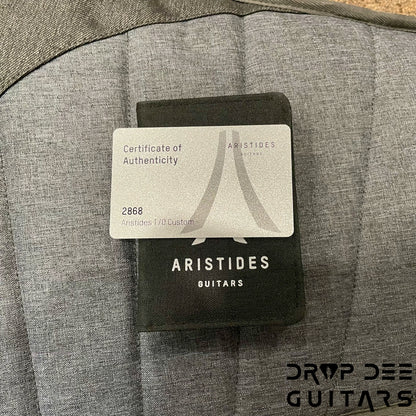 Certificate of
Authenticity
ARISTIDES
GUITARS
2868
Aristides T/0 Custom
ARISTIDES
GUITARS
DROP DEE
GUITARS